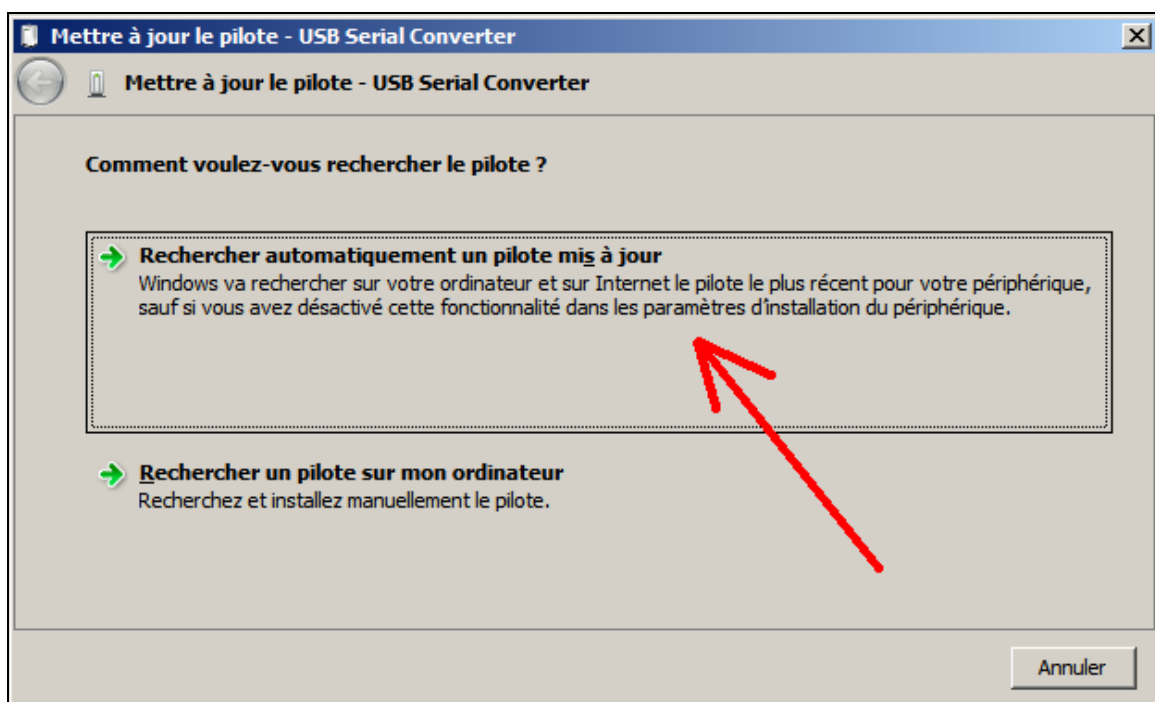 Mettre à jour le pilote - USB Serial Converter
Mettre à jour le pilote - USB Serial Converter
Comment voulez-vous rechercher le pilote ?
Rechercher automatiquement un pilote mis à jour
Windows va rechercher sur votre ordinateur et sur Internet le pilote le plus récent pour votre périphérique,
sauf si vous avez désactivé cette fonctionnalité dans les paramètres d'installation du périphérique.
Rechercher un pilote sur mon ordinateur
Recherchez et installez manuellement le pilote.
Annuler